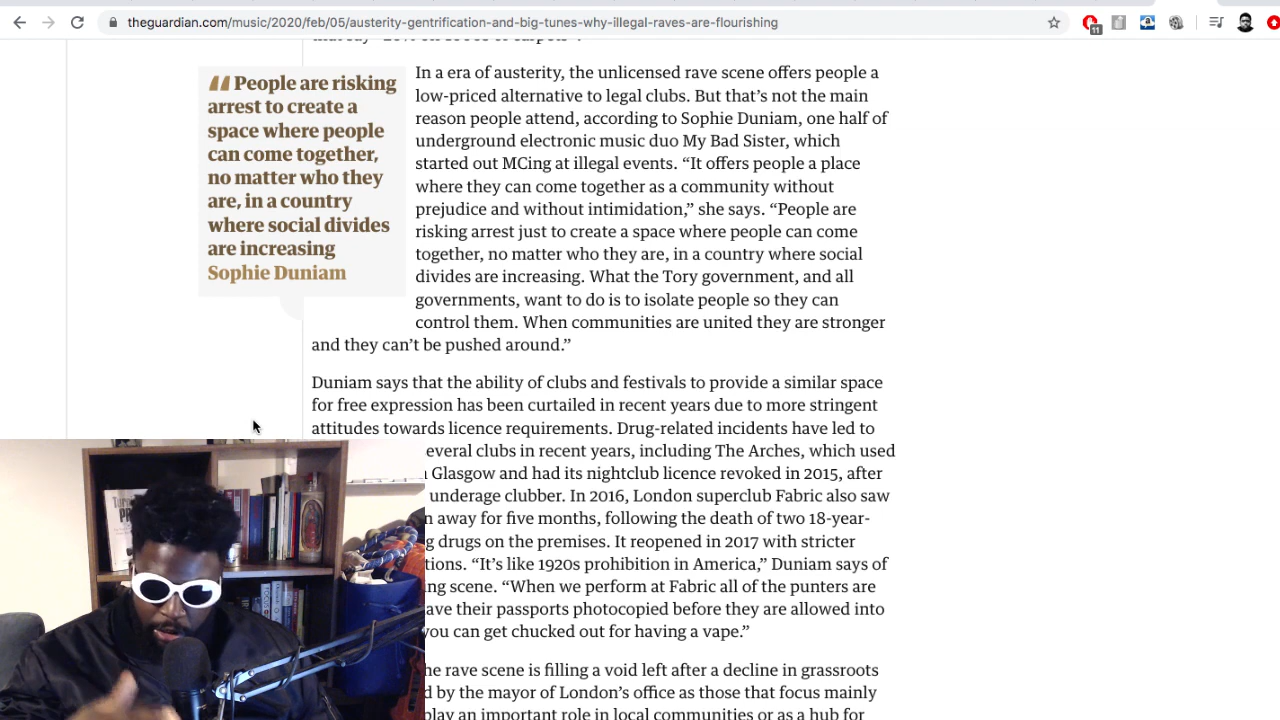 theguardian.com/music/2020/feb/05/austerity-gentrification-and-big-tunes-why-illegal-raves-are-flourishing
11
People are risking
arrest to create a
space where people
can come together,
no matter who they
are, in a country
where social divides
are increasing
Sophie Duniam
In a era of austerity, the unlicensed rave scene offers people a
low-priced alternative to legal clubs. But that’s not the main
reason people attend, according to Sophie Duniam, one half of
underground electronic music duo My Bad Sister, which
started out MCing at illegal events. “It offers people a place
where they can come together as a community without
prejudice and without intimidation,” she says. “People are
risking arrest just to create a space where people can come
together, no matter who they are, in a country where social
divides are increasing. What the Tory government, and all
governments, want to do is to isolate people so they can
control them. When communities are united they are stronger
and they can’t be pushed around.”
Duniam says that the ability of clubs and festivals to provide a similar space
for free expression has been curtailed in recent years due to more stringent
attitudes towards licence requirements. Drug-related incidents have led to
everal clubs in recent years, including The Arches, which used
Glasgow and had its nightclub licence revoked in 2015, after
underage clubber. In 2016, London superclub Fabric also saw
n away for five months, following the death of two 18-year-
g drugs on the premises. It reopened in 2017 with stricter
tions. “It’s like 1920s prohibition in America,” Duniam says of
ng scene. “When we perform at Fabric all of the punters are
ave their passports photocopied before they are allowed into
you can get chucked out for having a vape.”
he rave scene is filling a void left after a decline in grassroots
d by the mayor of London’s office as those that focus mainly
play an important role in local communities or as a hub for